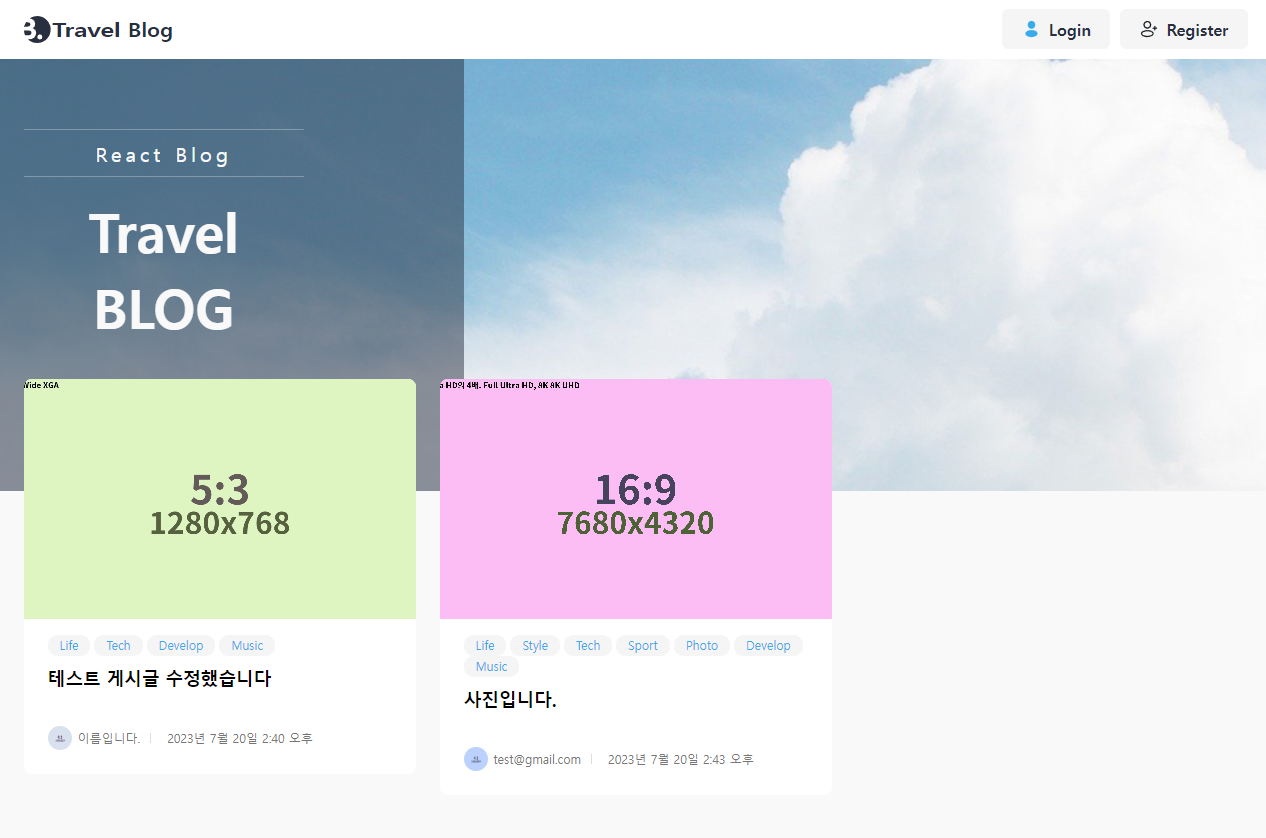 B. Travel Blog
Login
Register
React Blog
Travel
BLOG
Wide XGA
5:3
1280x768
Life Tech Develop Music
테스트 게시글 수정했습니다
이름입니다. 2023년 7월 20일 2:40 오후
a HD의 4배. Full Ultra HD, 8K 8K UHD
16:9
7680x4320
Life Style Tech Sport Photo Develop
Music
사진입니다.
test@gmail.com 2023년 7월 20일 2:43 오후